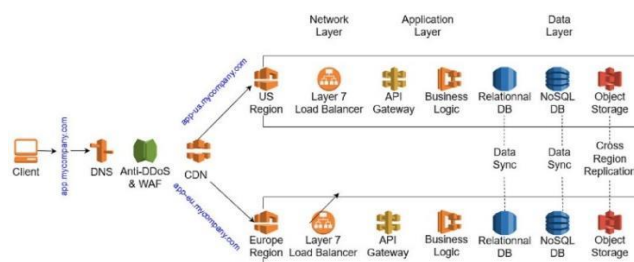 Network
Layer
Application
Layer
Data
Layer
app-us.mycompany.com
US
Region
Layer 7
Load Balancer
API
Gateway
Business
Logic
Relationnal
DB
NoSQL
DB
Object
Storage
app.mycompany.com
Client
DNS
Anti-DDoS
& WAF
CDN
Data
Sync
Data
Sync
Cross
Region
Replication
app-eu.mycompany.com
Europe
Region
Layer 7
Load Balancer
API
Gateway
Business
Logic
Relationnal
DB
NoSQL
DB
Object
Storage